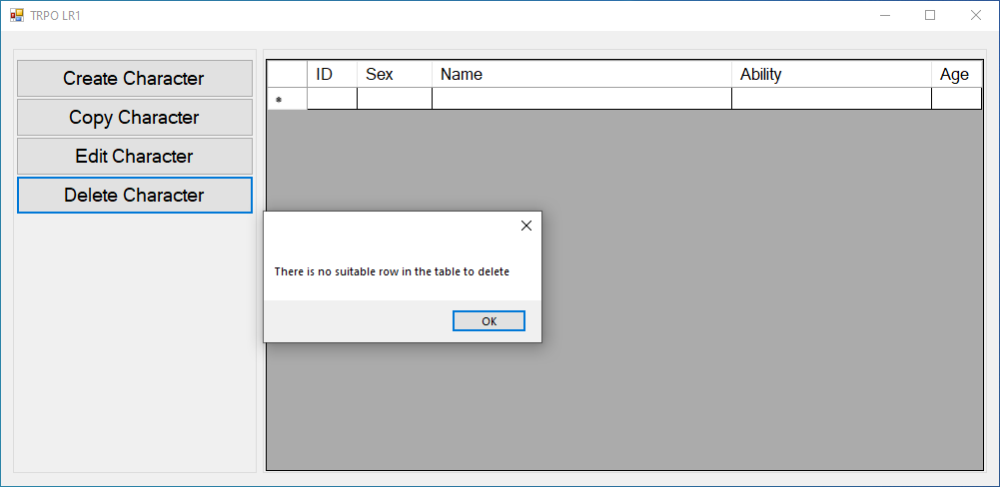 TRPO LR1
Create Character
Copy Character
Edit Character
Delete Character
ID Sex Name Ability Age
*
There is no suitable row in the table to delete
OK